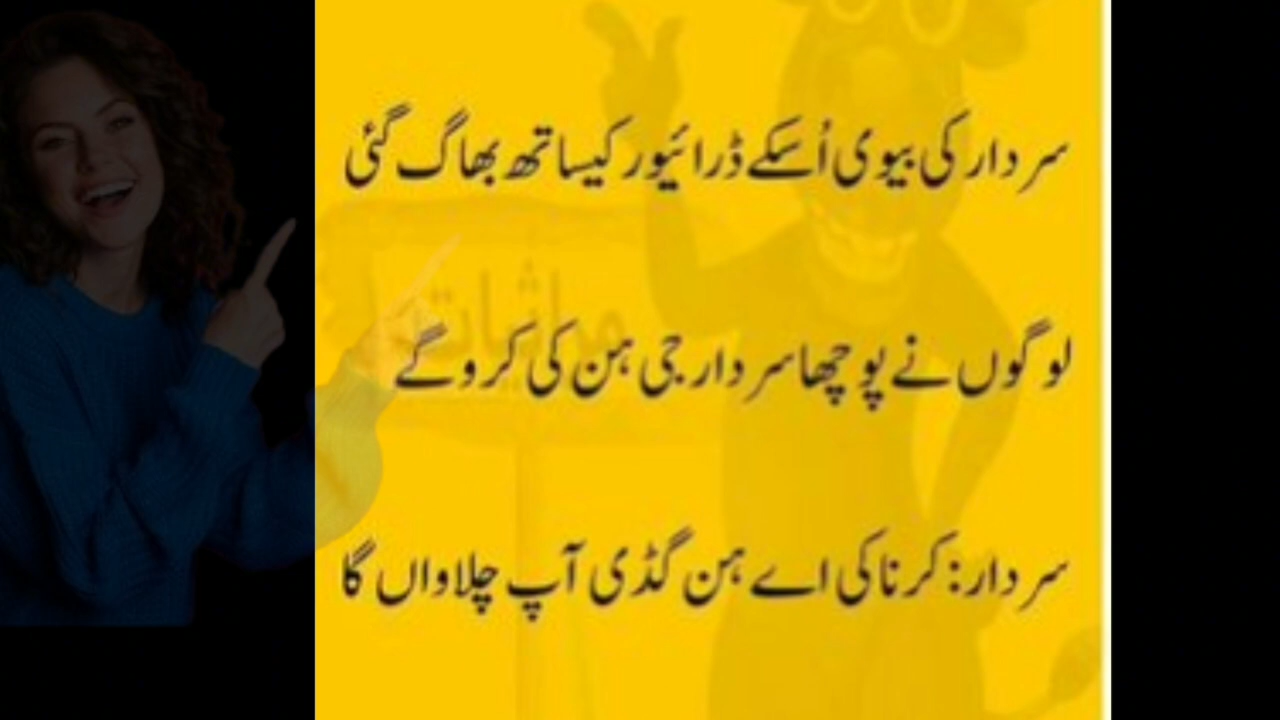 سردار کی بیوی اُسکے ڈرائیور کیساتھ بھاگ گئی
لوگوں نے پوچھا سردار جی ہن کی کرو گے
سردار: کرنا کی اے ہن گڈی آپ چلاواں گا